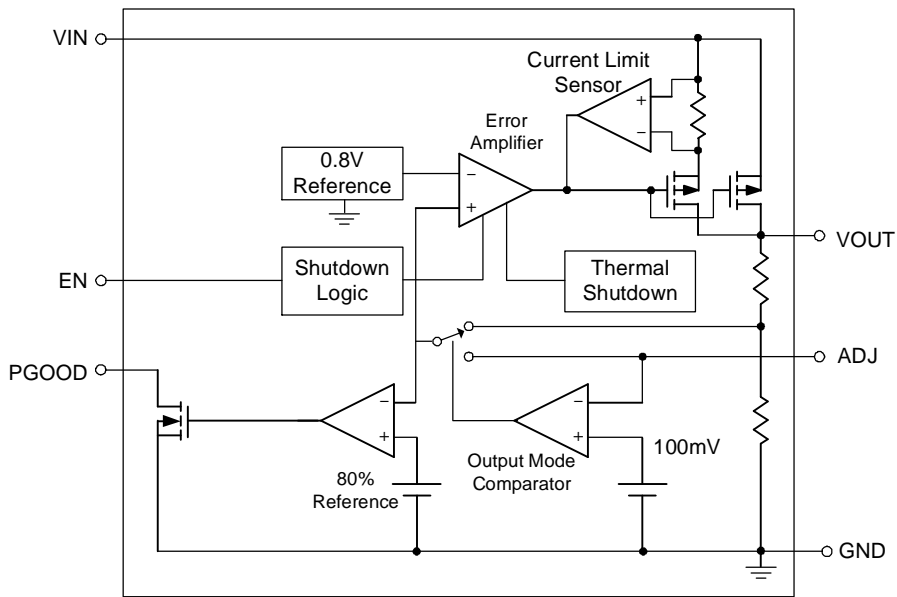 VIN
Current Limit
Sensor
+
−
Error
Amplifier
0.8V
Reference
−
+
VOUT
EN
Shutdown
Logic
Thermal
Shutdown
ADJ
PGOOD
−
+
−
+
100mV
80%
Reference
Output Mode
Comparator
GND